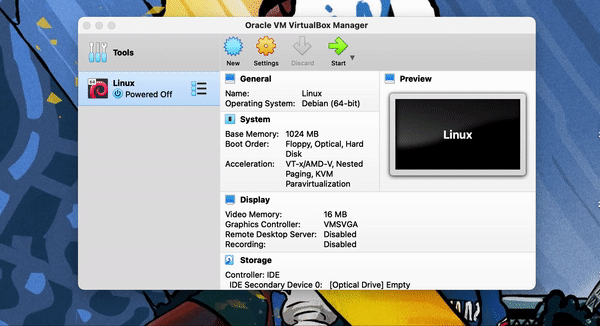 Oracle VM VirtualBox Manager
Tools
New
Settings
Discard
Start
64
Linux
Powered Off
General
Name: Linux
Operating System: Debian (64-bit)
System
Base Memory: 1024 MB
Boot Order: Floppy, Optical, Hard
Disk
Acceleration: VT-x/AMD-V, Nested
Paging, KVM
Paravirtualization
Display
Video Memory: 16 MB
Graphics Controller: VMSVGA
Remote Desktop Server: Disabled
Recording: Disabled
Storage
Controller: IDE
IDE Secondary Device 0: [Optical Drive] Empty
Preview
Linux